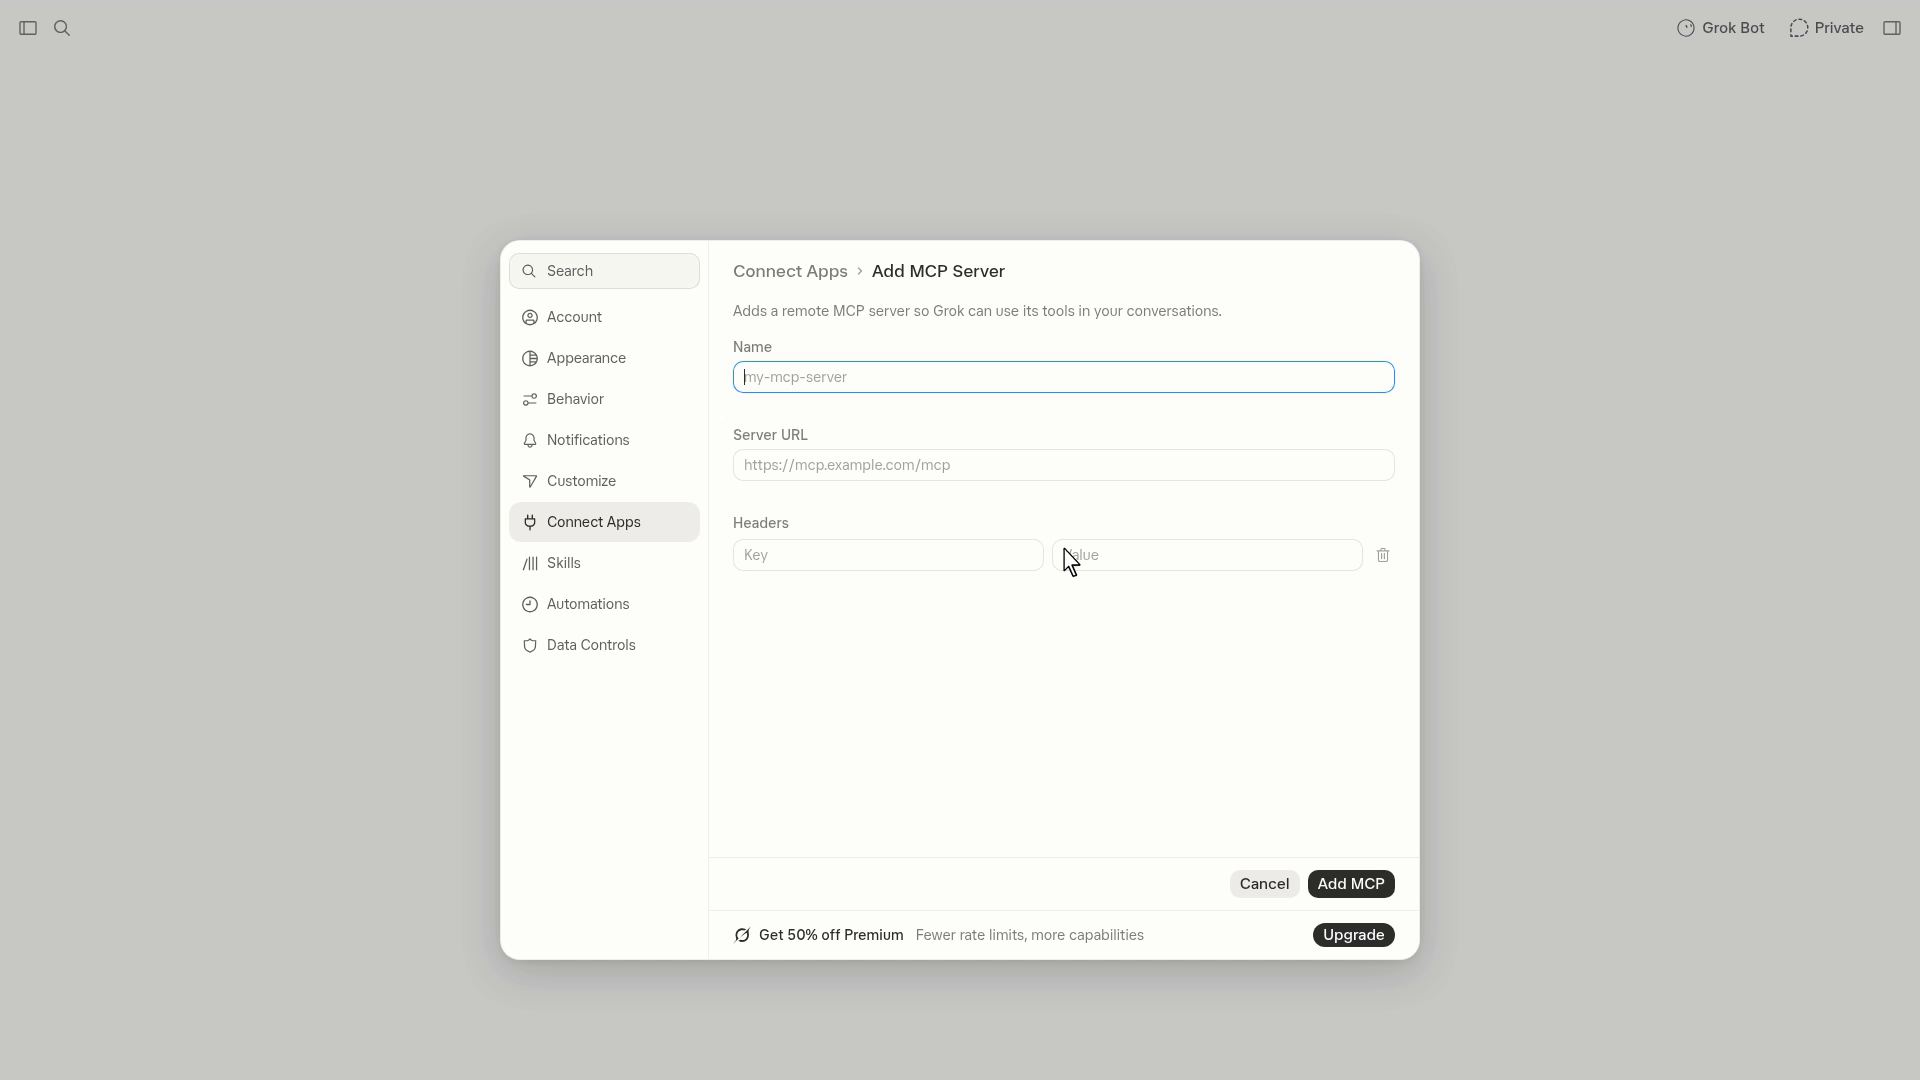 Grok Bot
Private
Search
Account
Appearance
Behavior
Notifications
Customize
Connect Apps
Skills
Automations
Data Controls
Connect Apps › Add MCP Server
Adds a remote MCP server so Grok can use its tools in your conversations.
Name
my-mcp-server
Server URL
https://mcp.example.com/mcp
Headers
Key
Value
Cancel
Add MCP
Get 50% off Premium
Fewer rate limits, more capabilities
Upgrade